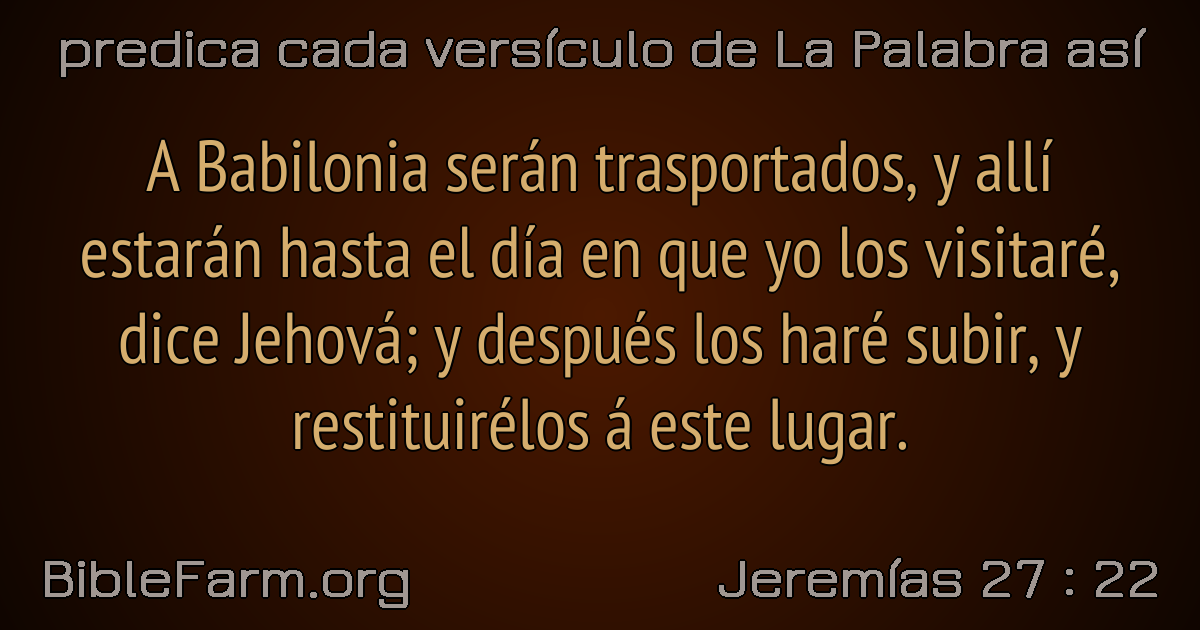 predica cada versículo de La Palabra así
A Babilonia serán trasportados, y allí
estarán hasta el día en que yo los visitaré,
dice Jehová; y después los haré subir, y
restituirélos á este lugar.
BibleFarm.org
Jeremías 27 : 22